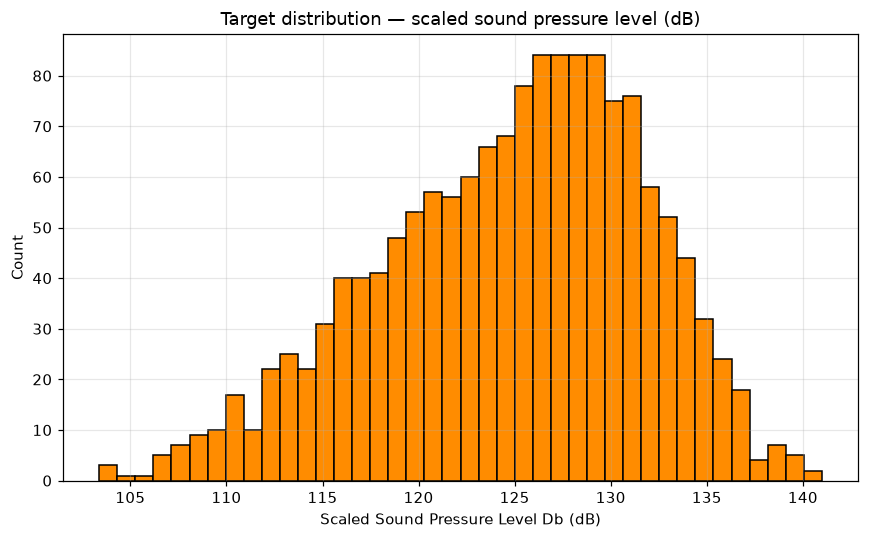 Target distribution — scaled sound pressure level (dB)
80
70
60
50
40
30
20
10
0
Count
105 110 115 120 125 130 135 140
Scaled Sound Pressure Level Db (dB)